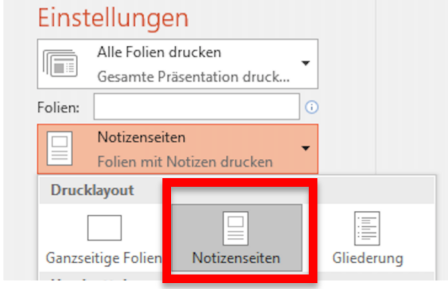 Einstellungen
Alle Folien drucken
Gesamte Präsentation druck...
Folien:
Notizenseiten
Folien mit Notizen drucken
Drucklayout
Ganzseitige Folien Notizenseiten Gliederung